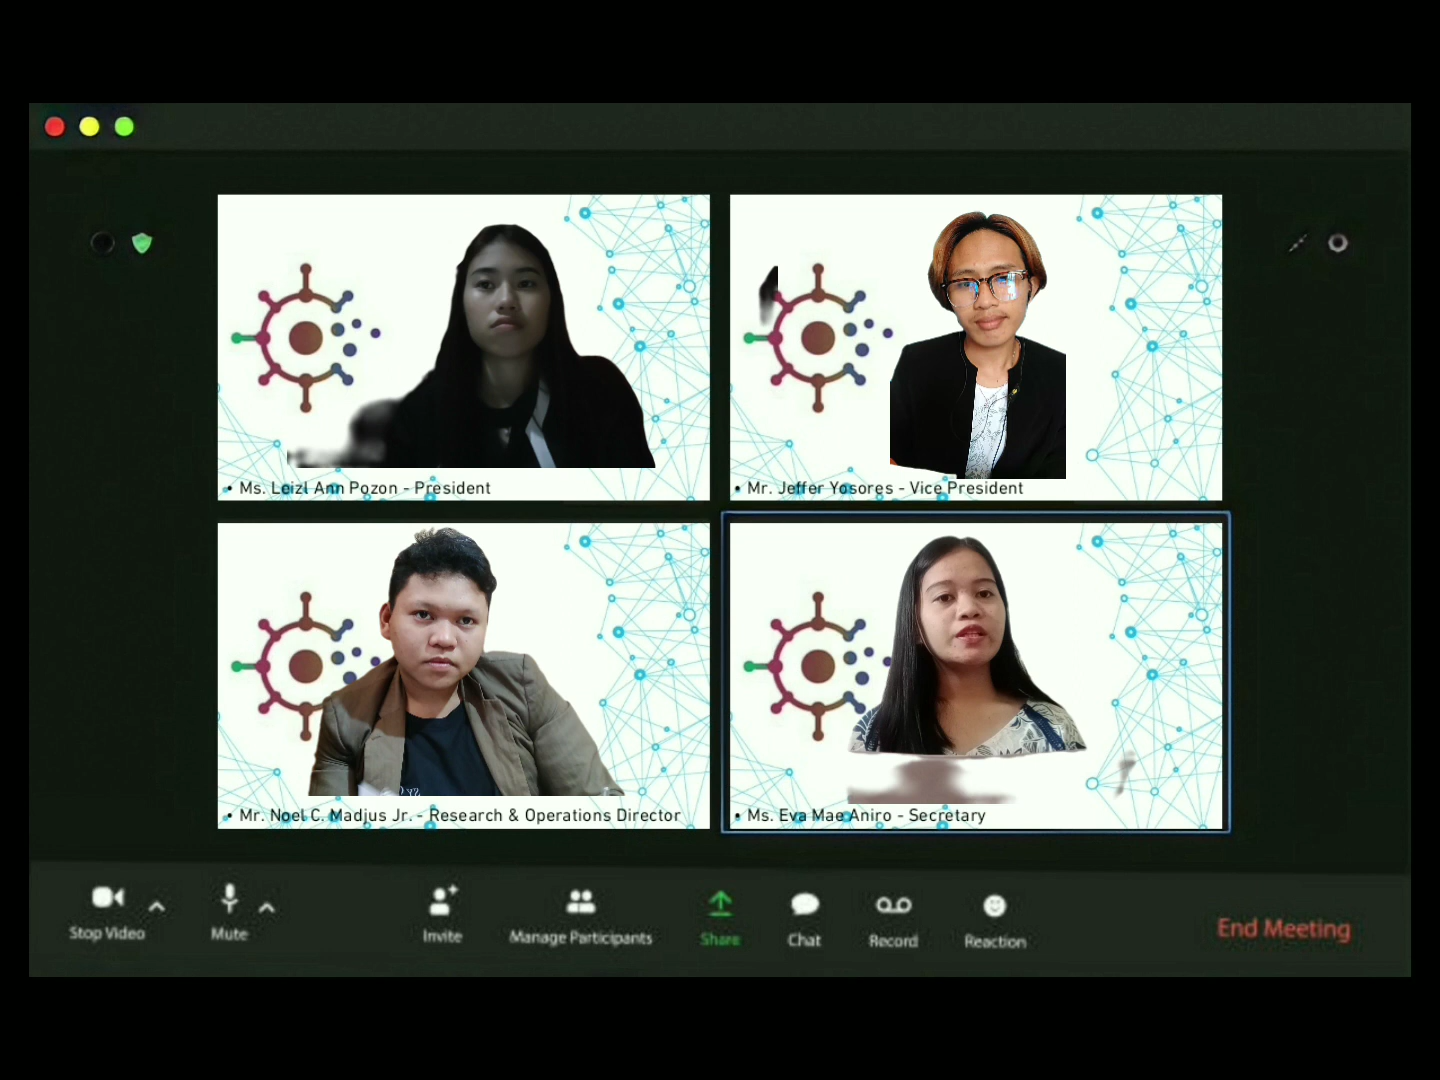 • Ms. Leizl Ann Pozon - President
• Mr. Jeffer Yosores - Vice President
• Mr. Noel C. Madjus Jr. - Research & Operations Director
• Ms. Eva Mae Aniro - Secretary
Stop Video
Mute
Invite
Manage Participants
Share
Chat
Record
Reaction
End Meeting